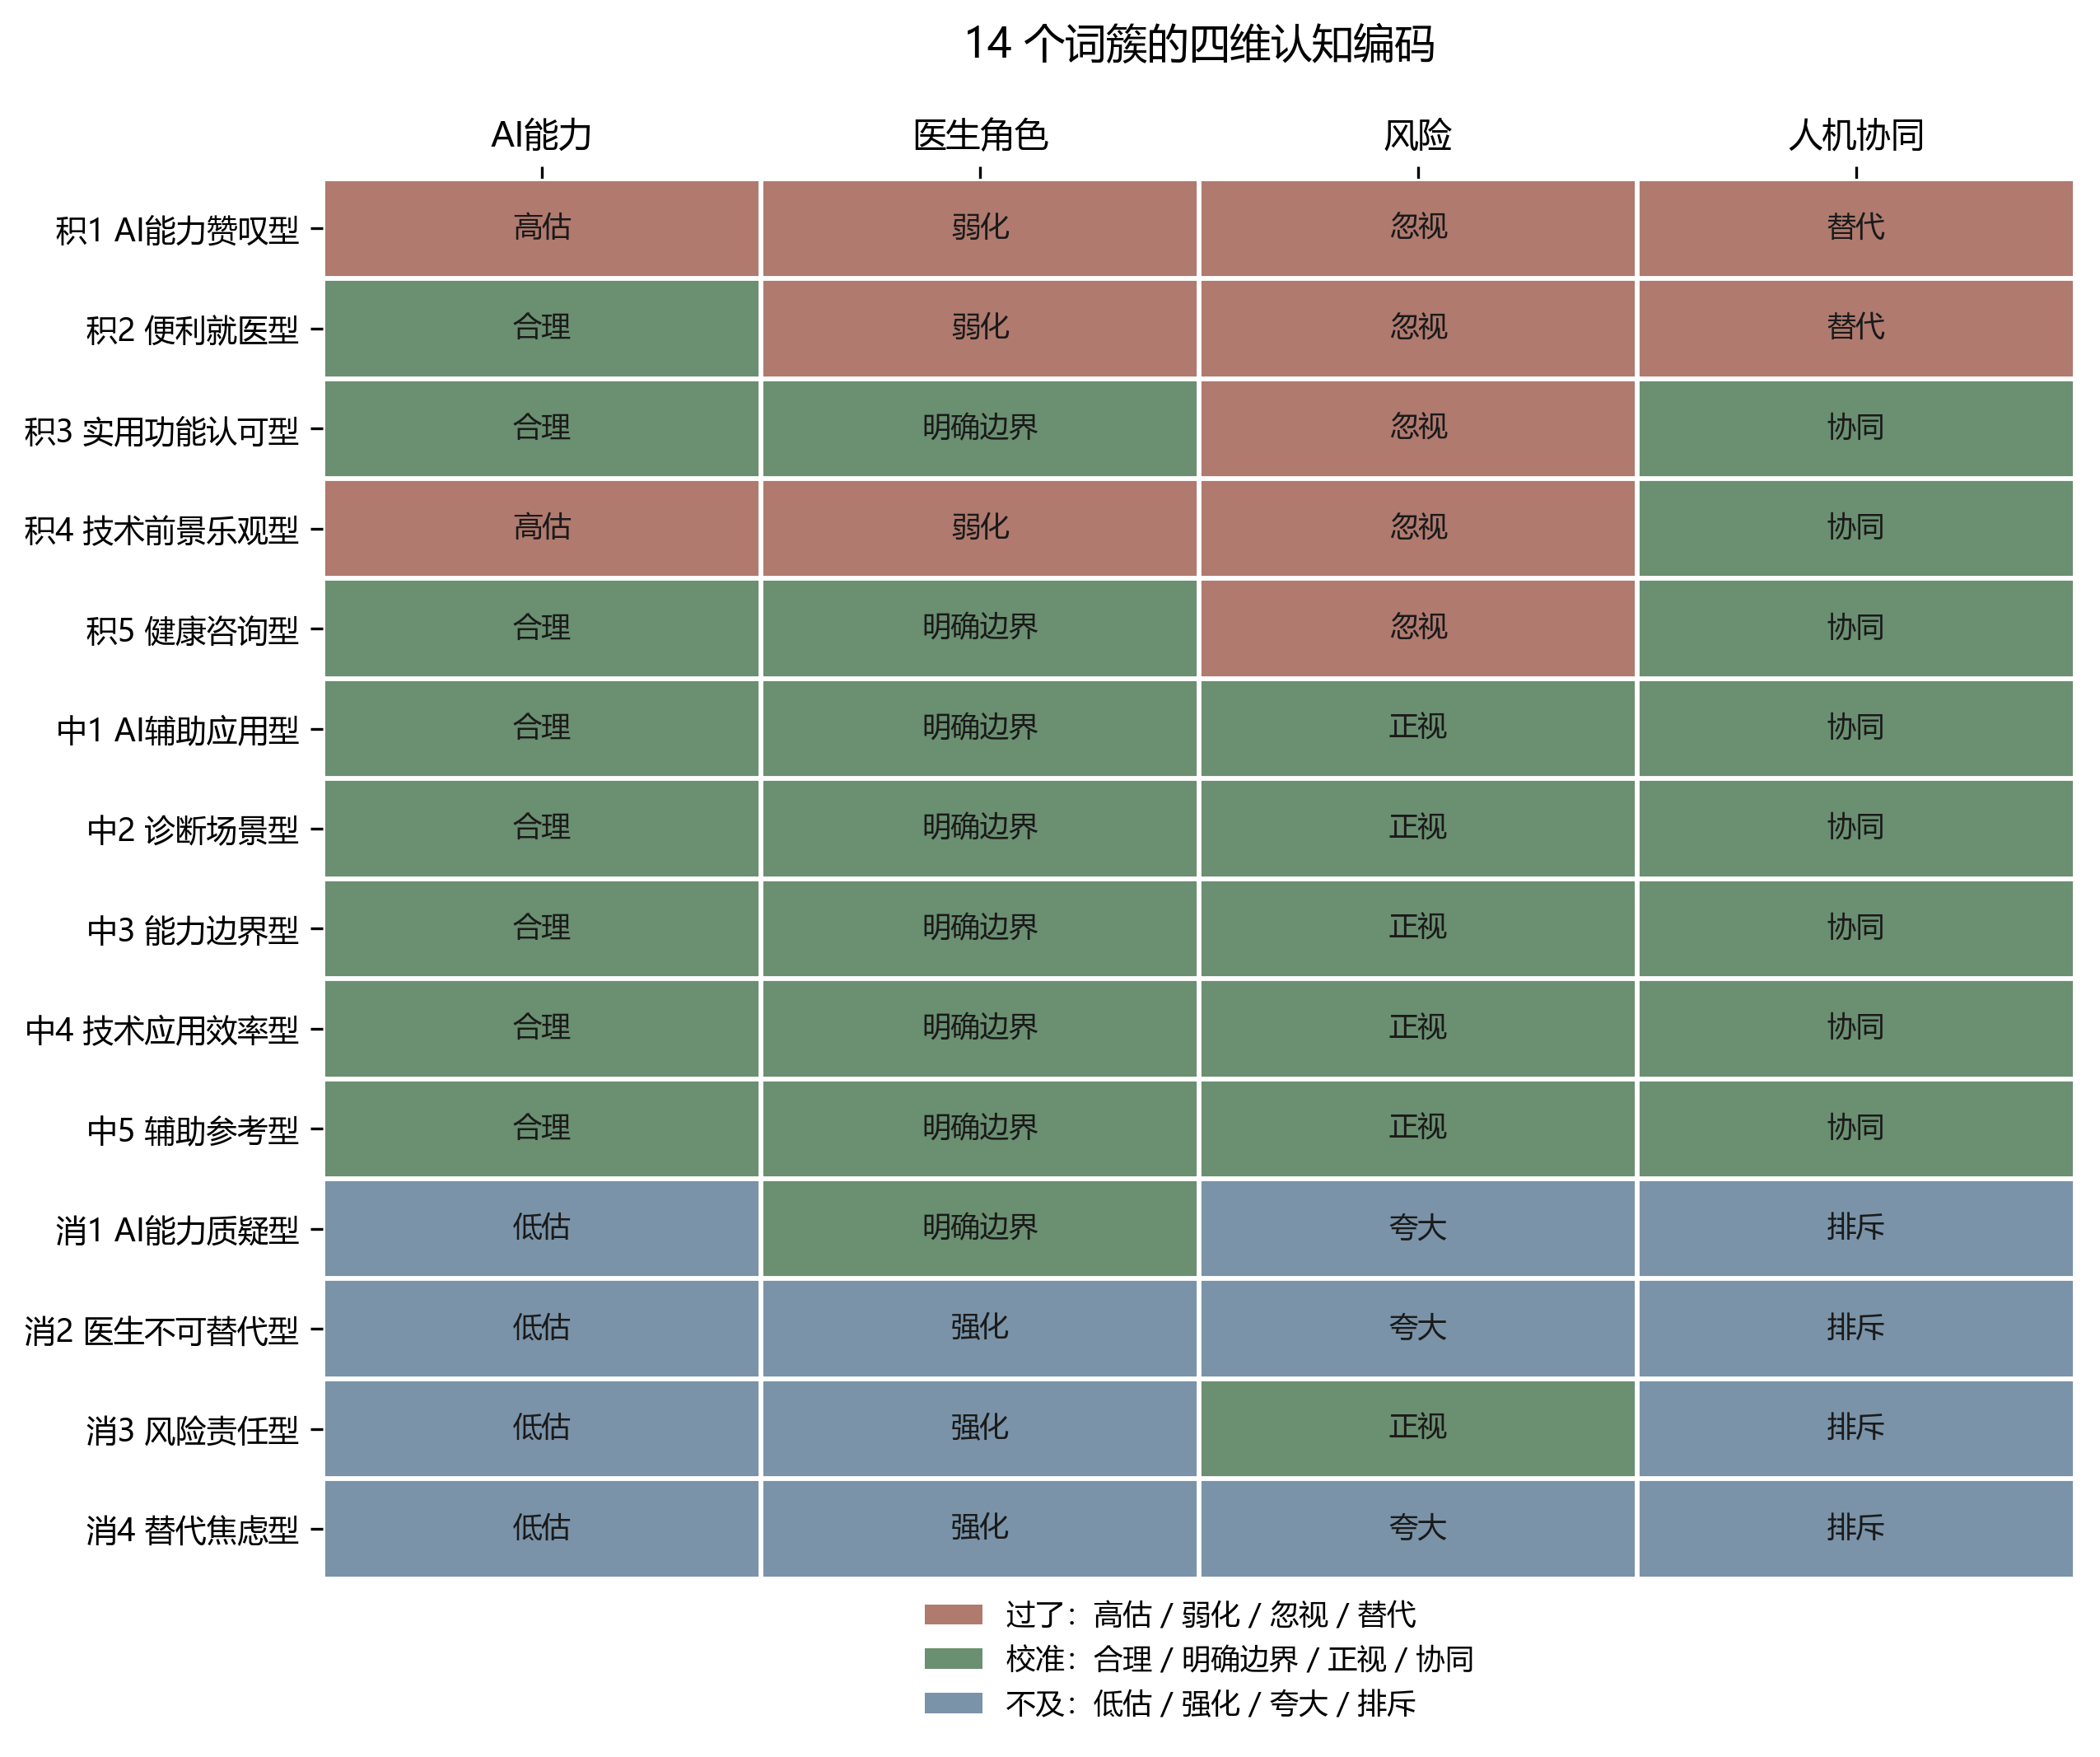 14 个词簇的四维认知编码
AI能力 医生角色 风险 人机协同
积1 AI能力赞叹型 高估 弱化 忽视 替代
积2 便利就医型 合理 弱化 忽视 替代
积3 实用功能认可型 合理 明确边界 忽视 协同
积4 技术前景乐观型 高估 弱化 忽视 协同
积5 健康咨询型 合理 明确边界 忽视 协同
中1 AI辅助应用型 合理 明确边界 正视 协同
中2 诊断场景型 合理 明确边界 正视 协同
中3 能力边界型 合理 明确边界 正视 协同
中4 技术应用效率型 合理 明确边界 正视 协同
中5 辅助参考型 合理 明确边界 正视 协同
消1 AI能力质疑型 低估 明确边界 夸大 排斥
消2 医生不可替代型 低估 强化 夸大 排斥
消3 风险责任型 低估 强化 正视 排斥
消4 替代焦虑型 低估 强化 夸大 排斥
过了：高估 / 弱化 / 忽视 / 替代
校准：合理 / 明确边界 / 正视 / 协同
不及：低估 / 强化 / 夸大 / 排斥